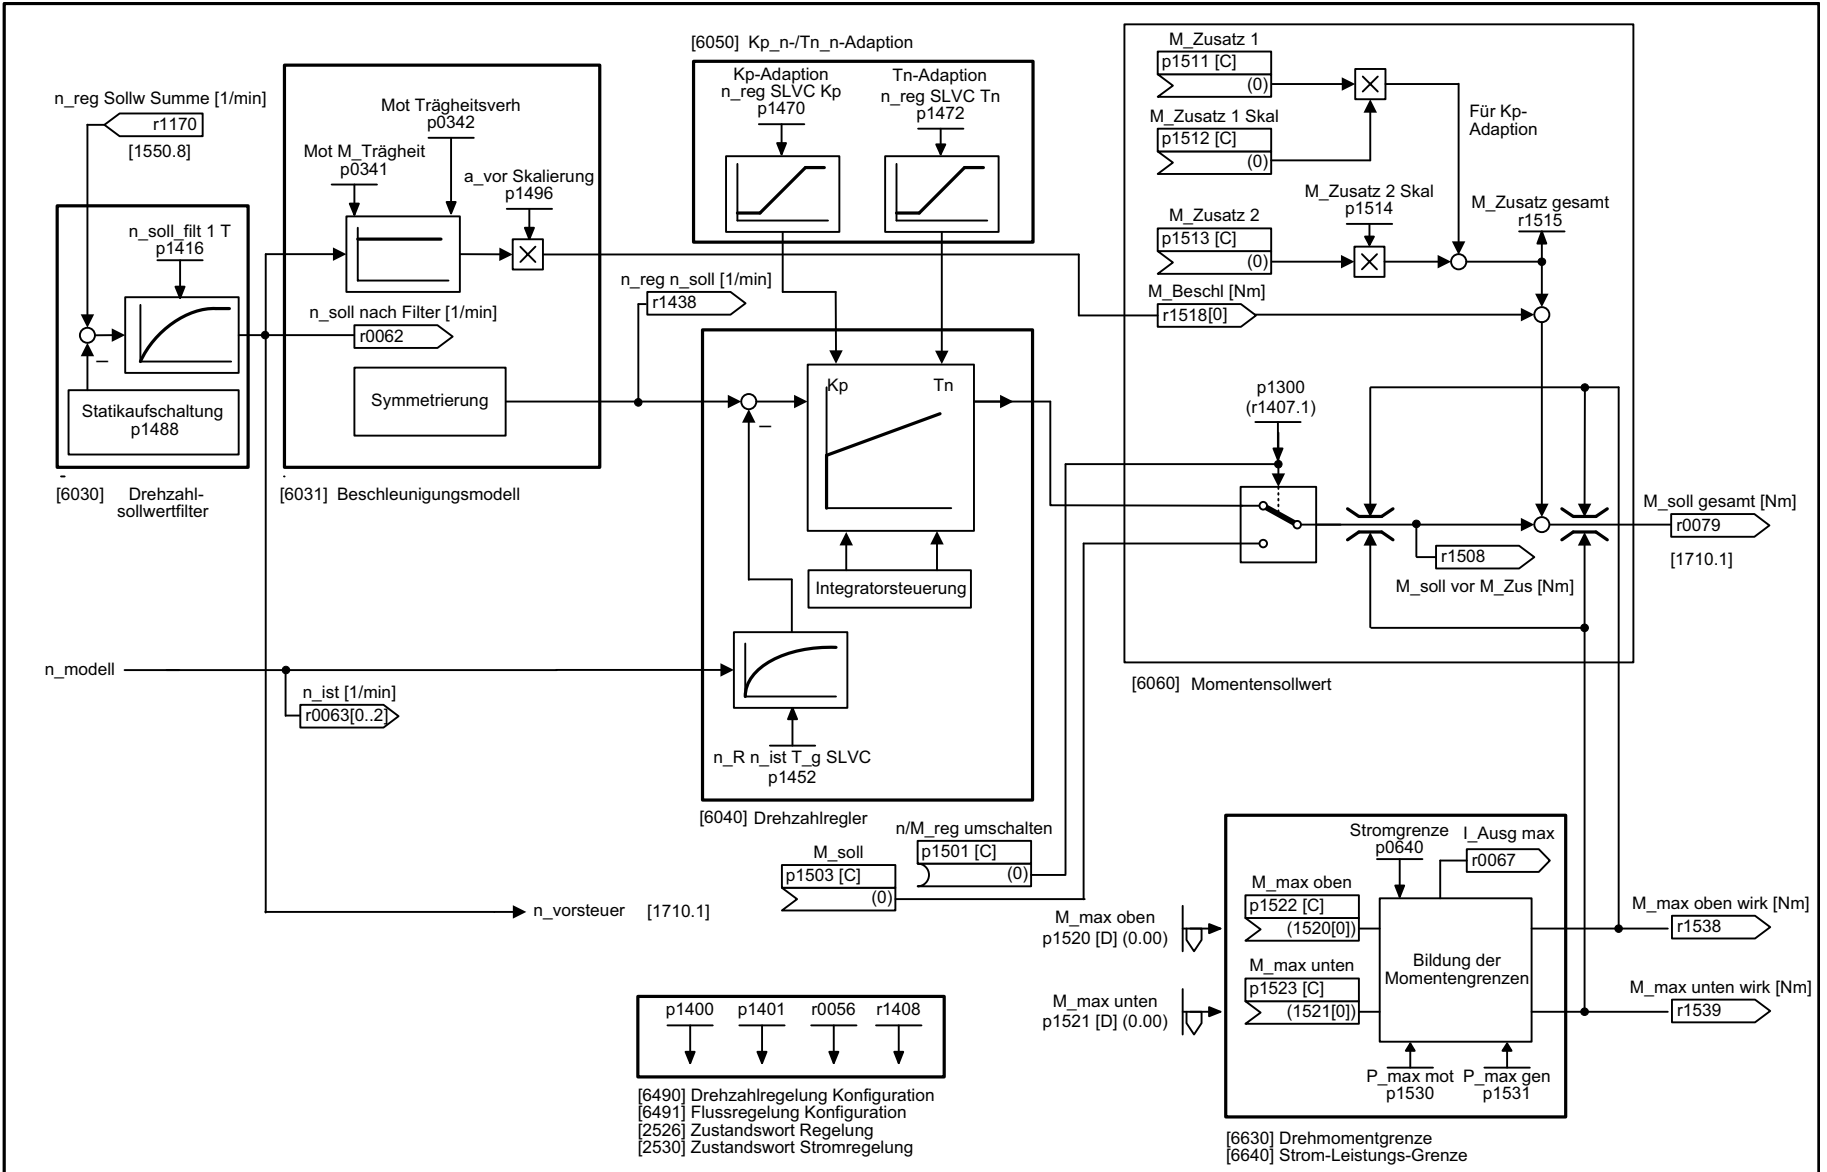 n_reg Sollw Summe [1/min]
r1170
[1550.8]
n_soll_filt 1 T
p1416
–
Statikaufschaltung
p1488
[6030] Drehzahl-
sollwertfilter
Mot Trägheitsverh
p0342
Mot M_Trägheit
p0341
a_vor Skalierung
p1496
n_soll nach Filter [1/min]
r0062
Symmetrierung
[6031] Beschleunigungsmodell
[6050] Kp_n-/Tn_n-Adaption
Kp-Adaption
n_reg SLVC Kp
p1470
Tn-Adaption
n_reg SLVC Tn
p1472
n_reg n_soll [1/min]
r1438
Kp Tn
–
Integratorsteuerung
n_R n_ist T_g SLVC
p1452
[6040] Drehzahlregler
n_modell
n_ist [1/min]
r0063[0..2]
n_vorsteuer [1710.1]
M_soll
p1503 [C]
(0)
n/M_reg umschalten
p1501 [C]
(0)
M_Zusatz 1
p1511 [C]
(0)
M_Zusatz 1 Skal
p1512 [C]
(0)
Für Kp-
Adaption
M_Zusatz 2 Skal
p1514
M_Zusatz 2
p1513 [C]
(0)
M_Zusatz gesamt
r1515
M_Beschl [Nm]
r1518[0]
p1300
(r1407.1)
r1508
M_soll vor M_Zus [Nm]
M_soll gesamt [Nm]
r0079
[1710.1]
[6060] Momentensollwert
Stromgrenze
p0640
I_Ausg max
r0067
M_max oben
p1522 [C]
(1520[0])
M_max oben
p1520 [D] (0.00)
M_max unten
p1523 [C]
(1521[0])
M_max unten
p1521 [D] (0.00)
Bildung der
Momentengrenzen
M_max oben wirk [Nm]
r1538
M_max unten wirk [Nm]
r1539
P_max mot
p1530
P_max gen
p1531
[6630] Drehmomentgrenze
[6640] Strom-Leistungs-Grenze
p1400 p1401 r0056 r1408
[6490] Drehzahlregelung Konfiguration
[6491] Flussregelung Konfiguration
[2526] Zustandswort Regelung
[2530] Zustandswort Stromregelung